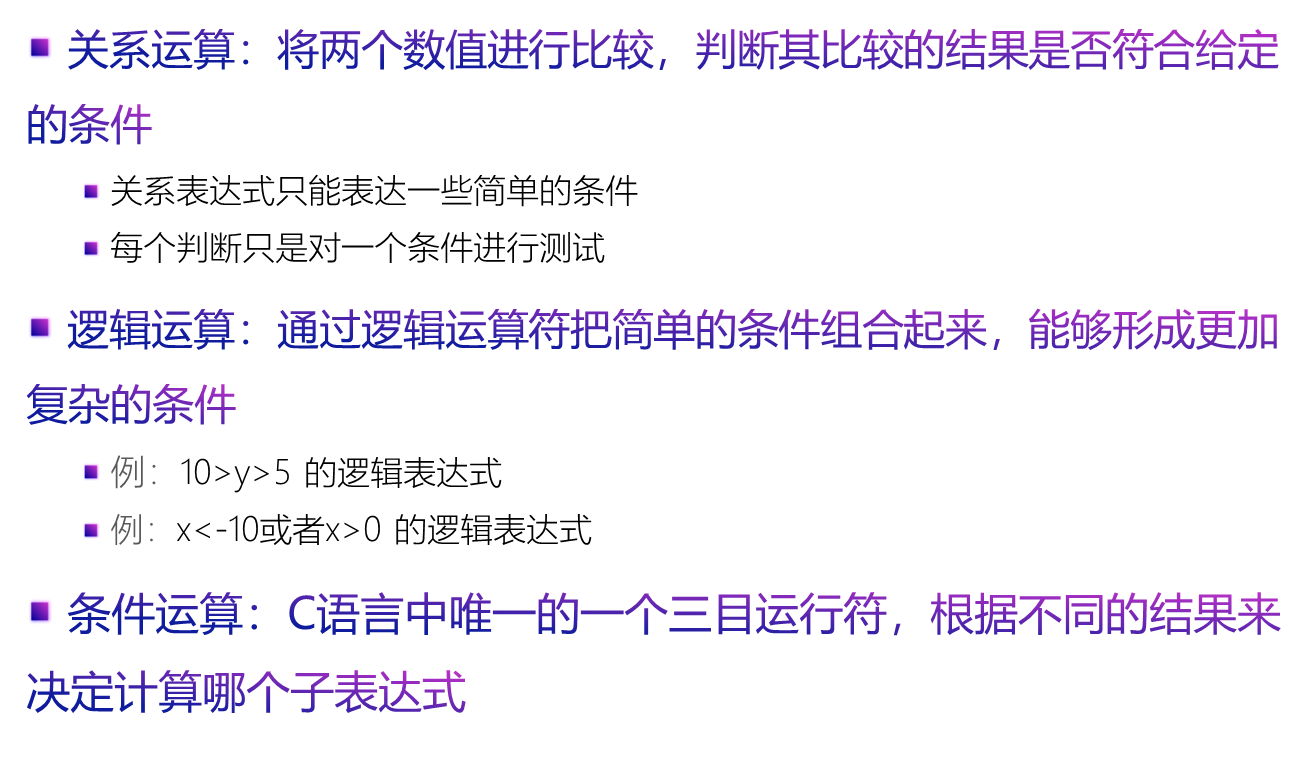 关系运算：将两个数值进行比较，判断其比较的结果是否符合给定
的条件
关系表达式只能表达一些简单的条件
每个判断只是对一个条件进行测试
逻辑运算：通过逻辑运算符把简单的条件组合起来，能够形成更加
复杂的条件
例：10>y>5 的逻辑表达式
例：x<-10或者x>0 的逻辑表达式
条件运算：C语言中唯一的一个三目运行符，根据不同的结果来
决定计算哪个子表达式